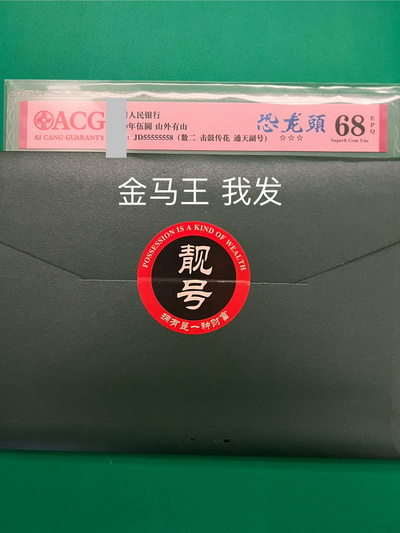 ACG
AI CANG GUARANTY
人民银行
年伍圆 山外有山
JD55555558 (数二 击鼓传花 通天副号)
恐龙頭
☆☆☆
68
EPQ
Superb Gem Unc
金马王 我发
POSSESSION IS A KIND OF WEALTH
靓号
拥有是一种财富